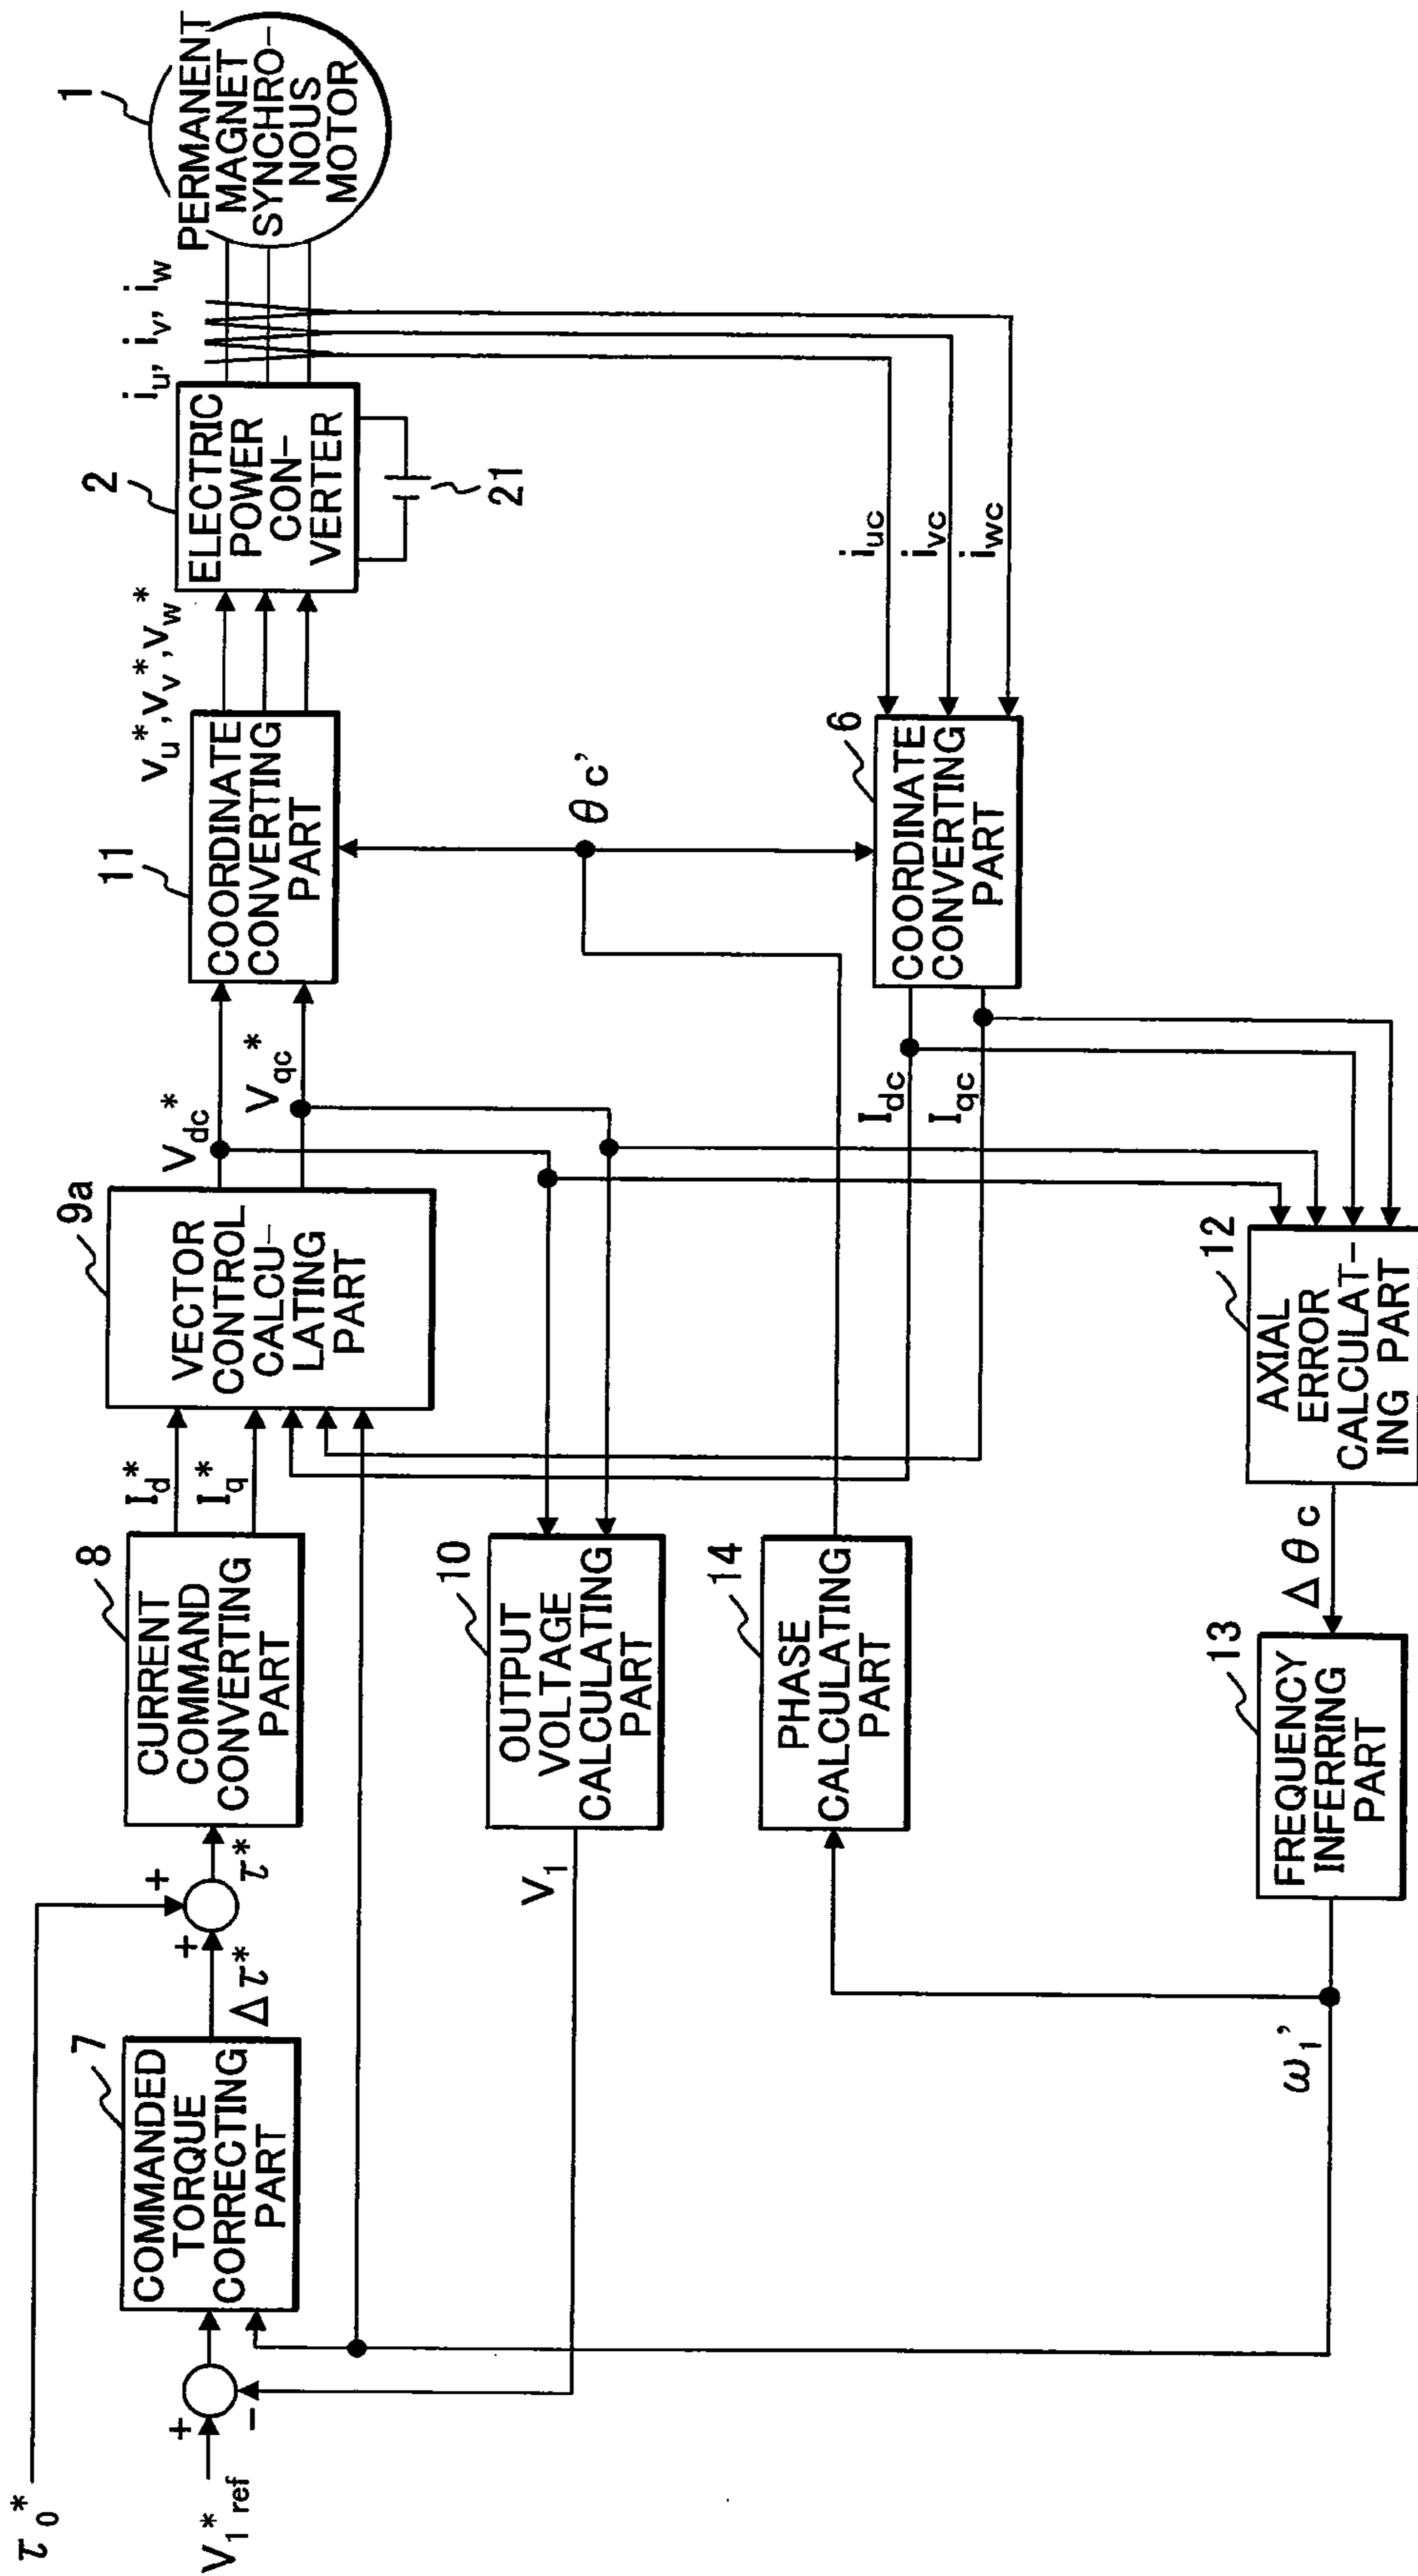 τ0*
V1* ref
+
-
7
COMMANDED
TORQUE
CORRECTING
PART
Δτ*
+
+
τ*
8
CURRENT
COMMAND
CONVERTING
PART
Id*
Iq*
9a
VECTOR
CONTROL
CALCU-
LATING
PART
Vdc*
Vqc*
11
COORDINATE
CONVERTING
PART
vu*,vv*,vw*
2
ELECTRIC
POWER
CON-
VERTER
21
iu, iv, iw
1
PERMANENT
MAGNET
SYNCHRO-
NOUS
MOTOR
V1
10
OUTPUT
VOLTAGE
CALCULATING
PART
14
PHASE
CALCULATING
PART
θc'
6
COORDINATE
CONVERTING
PART
iuc
ivc
iwc
Idc
Iqc
ω1'
13
FREQUENCY
INFERRING
PART
Δθc
12
AXIAL
ERROR
CALCULAT-
ING PART